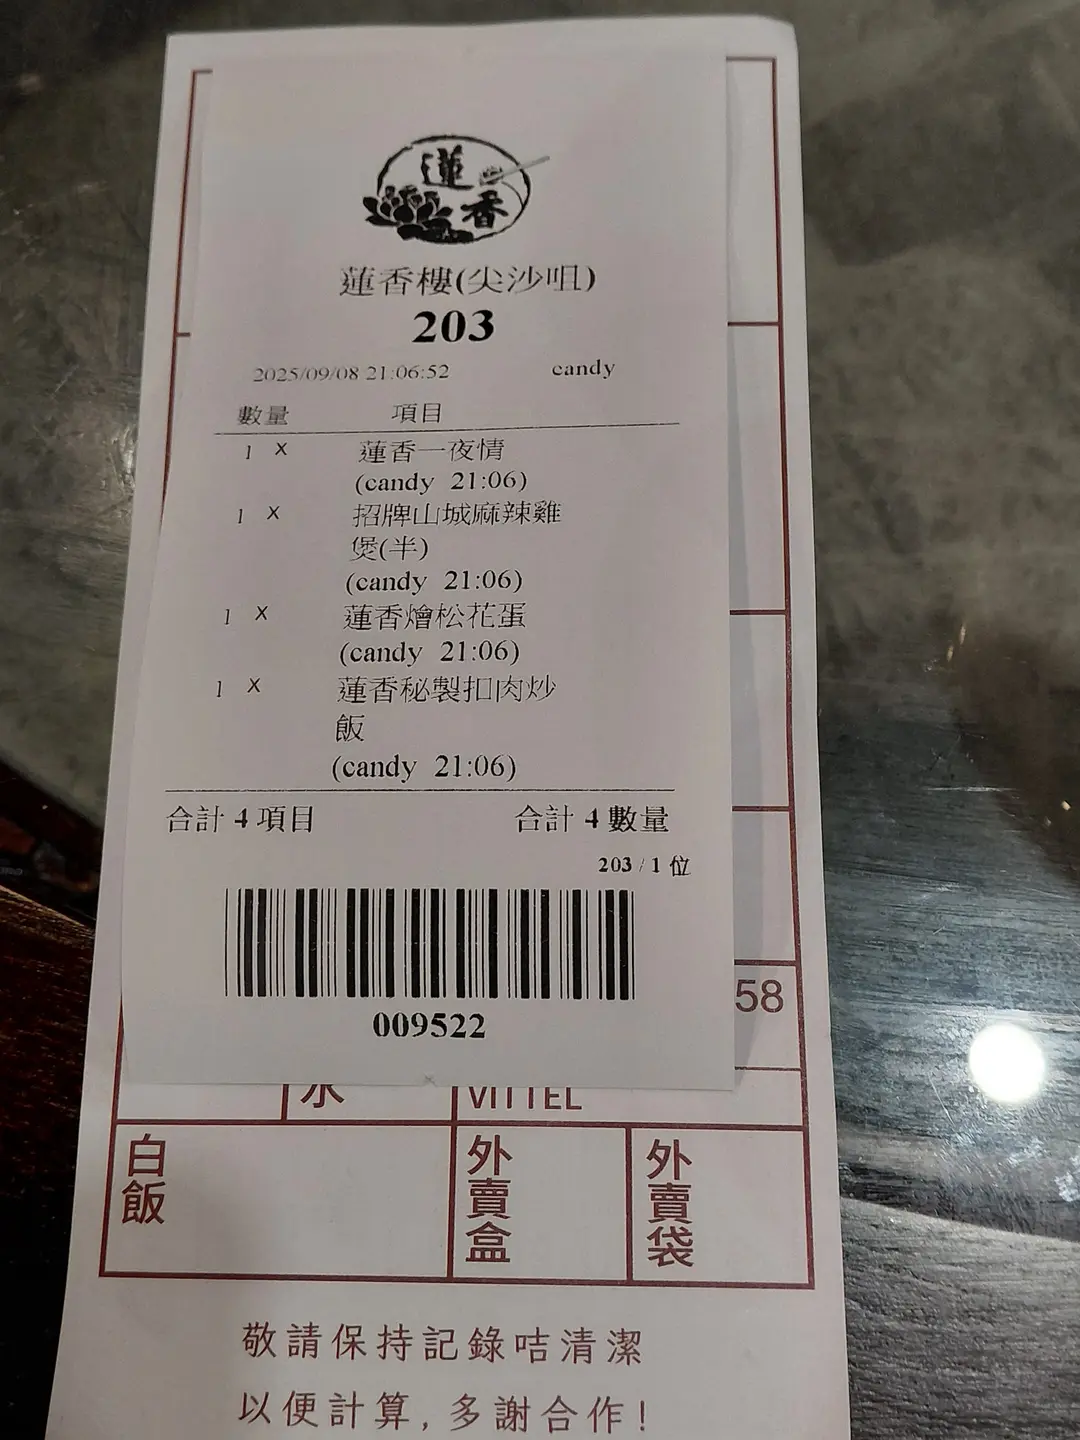 蓮
香
蓮香樓(尖沙咀)
203
2025/09/08 21:06:52 candy
數量 項目
1 X 蓮香一夜情
(candy 21:06)
1 X 招牌山城麻辣雞
煲(半)
(candy 21:06)
1 X 蓮香燴松花蛋
(candy 21:06)
1 X 蓮香秘製扣肉炒
飯
(candy 21:06)
合計 4 項目 合計 4 數量
203 / 1 位
009522
58
水 VITTEL
白飯 外賣盒 外賣袋
敬請保持記錄咭清潔
以便計算,多謝合作!